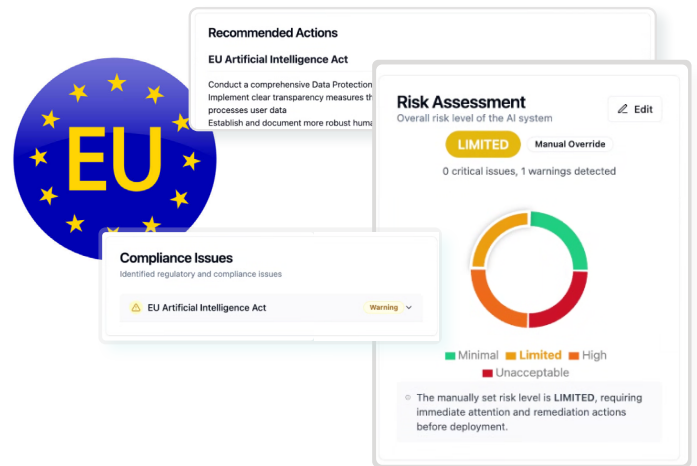 Recommended Actions
EU Artificial Intelligence Act
Conduct a comprehensive Data Protection
Implement clear transparency measures
processes user data
Establish and document more robust
EU
Risk Assessment
Overall risk level of the AI system
Edit
LIMITED
Manual Override
0 critical issues, 1 warnings detected
Compliance Issues
Identified regulatory and compliance issues
EU Artificial Intelligence Act
Warning
Minimal Limited High
Unacceptable
The manually set risk level is LIMITED, requiring
immediate attention and remediation actions
before deployment.